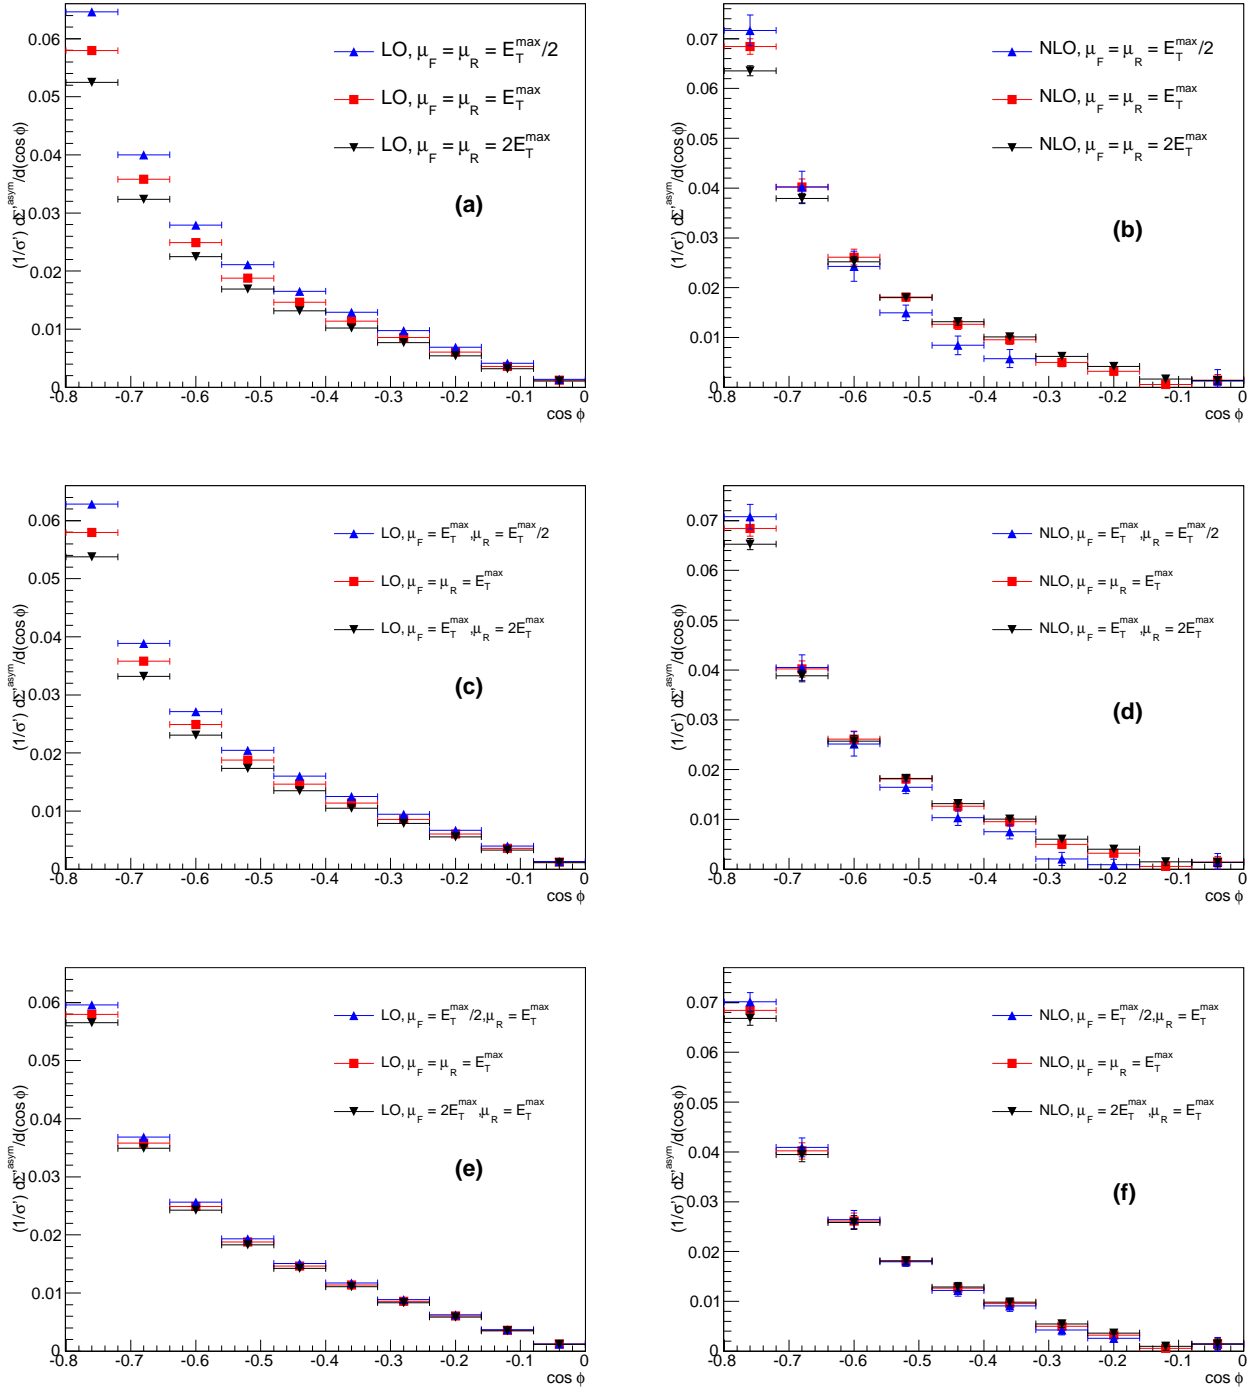 (1/σ') dΣ'^asym/d(cos ϕ)
0.06
0.05
0.04
0.03
0.02
0.01
0
LO, μ_F = μ_R = E_T^max/2
LO, μ_F = μ_R = E_T^max
LO, μ_F = μ_R = 2E_T^max
(a)
-0.8 -0.7 -0.6 -0.5 -0.4 -0.3 -0.2 -0.1 0
cos ϕ
(1/σ') dΣ'^asym/d(cos ϕ)
0.07
0.06
0.05
0.04
0.03
0.02
0.01
0
NLO, μ_F = μ_R = E_T^max/2
NLO, μ_F = μ_R = E_T^max
NLO, μ_F = μ_R = 2E_T^max
(b)
-0.8 -0.7 -0.6 -0.5 -0.4 -0.3 -0.2 -0.1 0
cos ϕ
(1/σ') dΣ'^asym/d(cos ϕ)
0.06
0.05
0.04
0.03
0.02
0.01
0
LO, μ_F = E_T^max,μ_R = E_T^max/2
LO, μ_F = μ_R = E_T^max
LO, μ_F = E_T^max,μ_R = 2E_T^max
(c)
-0.8 -0.7 -0.6 -0.5 -0.4 -0.3 -0.2 -0.1 0
cos ϕ
(1/σ') dΣ'^asym/d(cos ϕ)
0.07
0.06
0.05
0.04
0.03
0.02
0.01
0
NLO, μ_F = E_T^max,μ_R = E_T^max/2
NLO, μ_F = μ_R = E_T^max
NLO, μ_F = E_T^max,μ_R = 2E_T^max
(d)
-0.8 -0.7 -0.6 -0.5 -0.4 -0.3 -0.2 -0.1 0
cos ϕ
(1/σ') dΣ'^asym/d(cos ϕ)
0.06
0.05
0.04
0.03
0.02
0.01
0
LO, μ_F = E_T^max/2,μ_R = E_T^max
LO, μ_F = μ_R = E_T^max
LO, μ_F = 2E_T^max,μ_R = E_T^max
(e)
-0.8 -0.7 -0.6 -0.5 -0.4 -0.3 -0.2 -0.1 0
cos ϕ
(1/σ') dΣ'^asym/d(cos ϕ)
0.07
0.06
0.05
0.04
0.03
0.02
0.01
0
NLO, μ_F = E_T^max/2,μ_R = E_T^max
NLO, μ_F = μ_R = E_T^max
NLO, μ_F = 2E_T^max,μ_R = E_T^max
(f)
-0.8 -0.7 -0.6 -0.5 -0.4 -0.3 -0.2 -0.1 0
cos ϕ